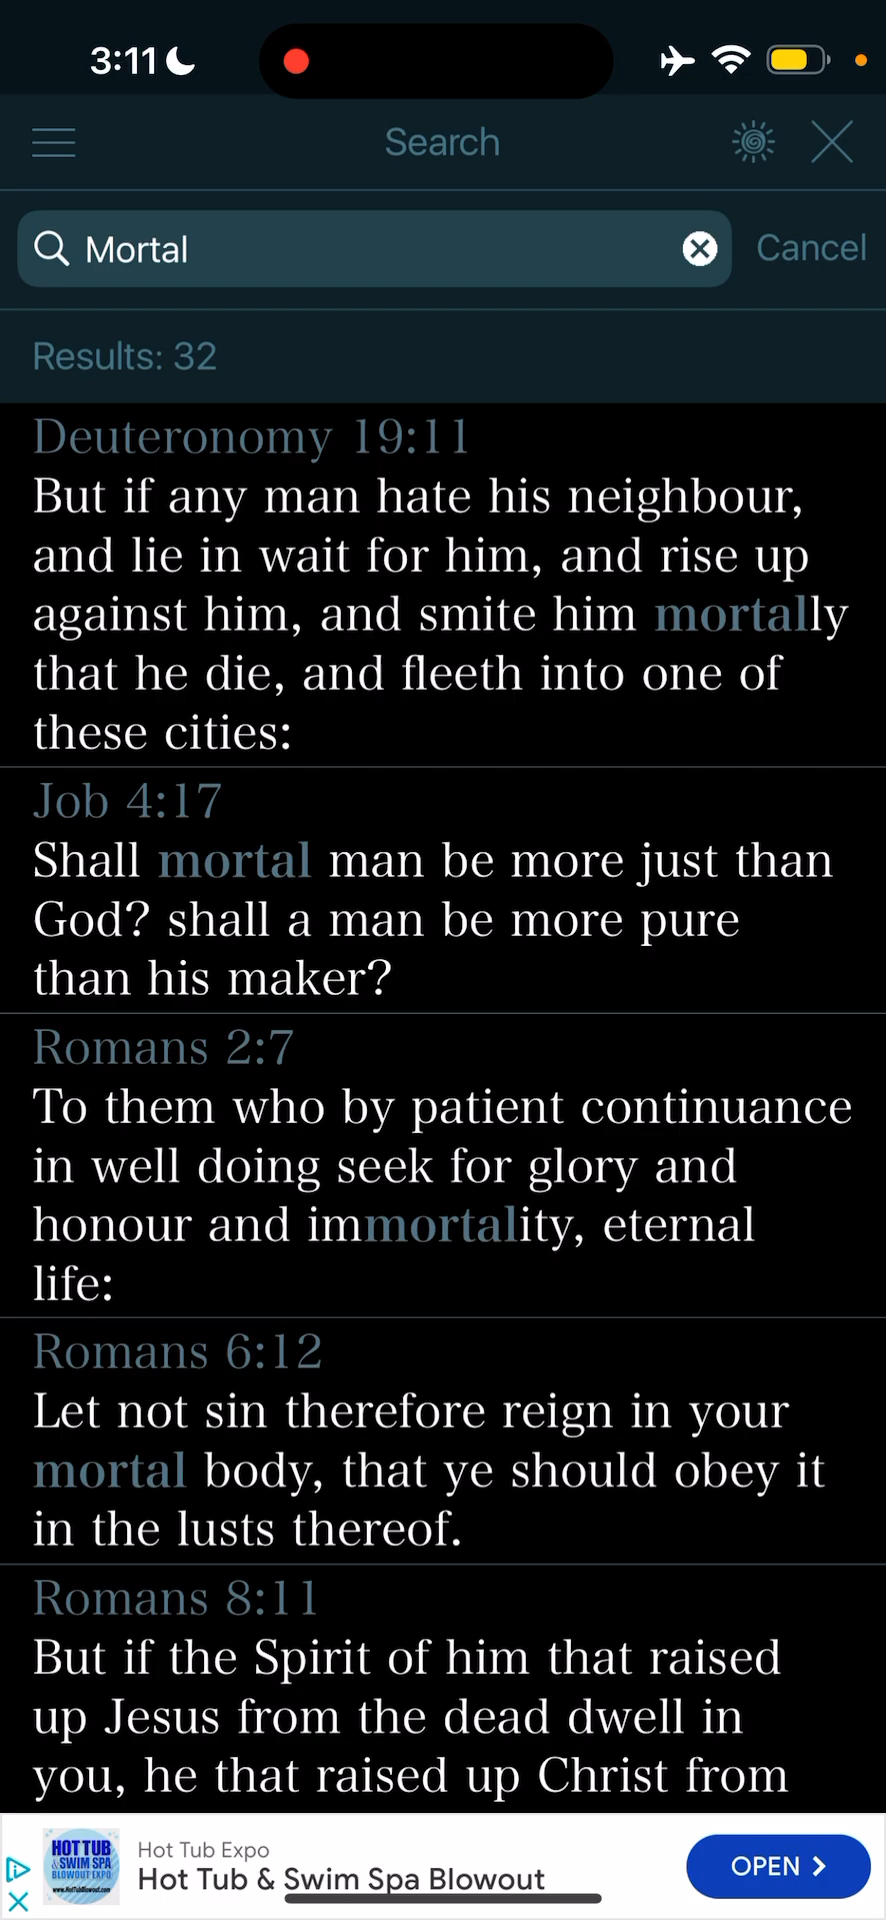 3:11
Search
Mortal
Cancel
Results: 32
Deuteronomy 19:11
But if any man hate his neighbour,
and lie in wait for him, and rise up
against him, and smite him mortally
that he die, and fleeth into one of
these cities:
Job 4:17
Shall mortal man be more just than
God? shall a man be more pure
than his maker?
Romans 2:7
To them who by patient continuance
in well doing seek for glory and
honour and immortality, eternal
life:
Romans 6:12
Let not sin therefore reign in your
mortal body, that ye should obey it
in the lusts thereof.
Romans 8:11
But if the Spirit of him that raised
up Jesus from the dead dwell in
you, he that raised up Christ from
HOT TUB
& SWIM SPA
BLOWOUT EXPO
www.HotTubBlowout.com
Hot Tub Expo
Hot Tub & Swim Spa Blowout
OPEN